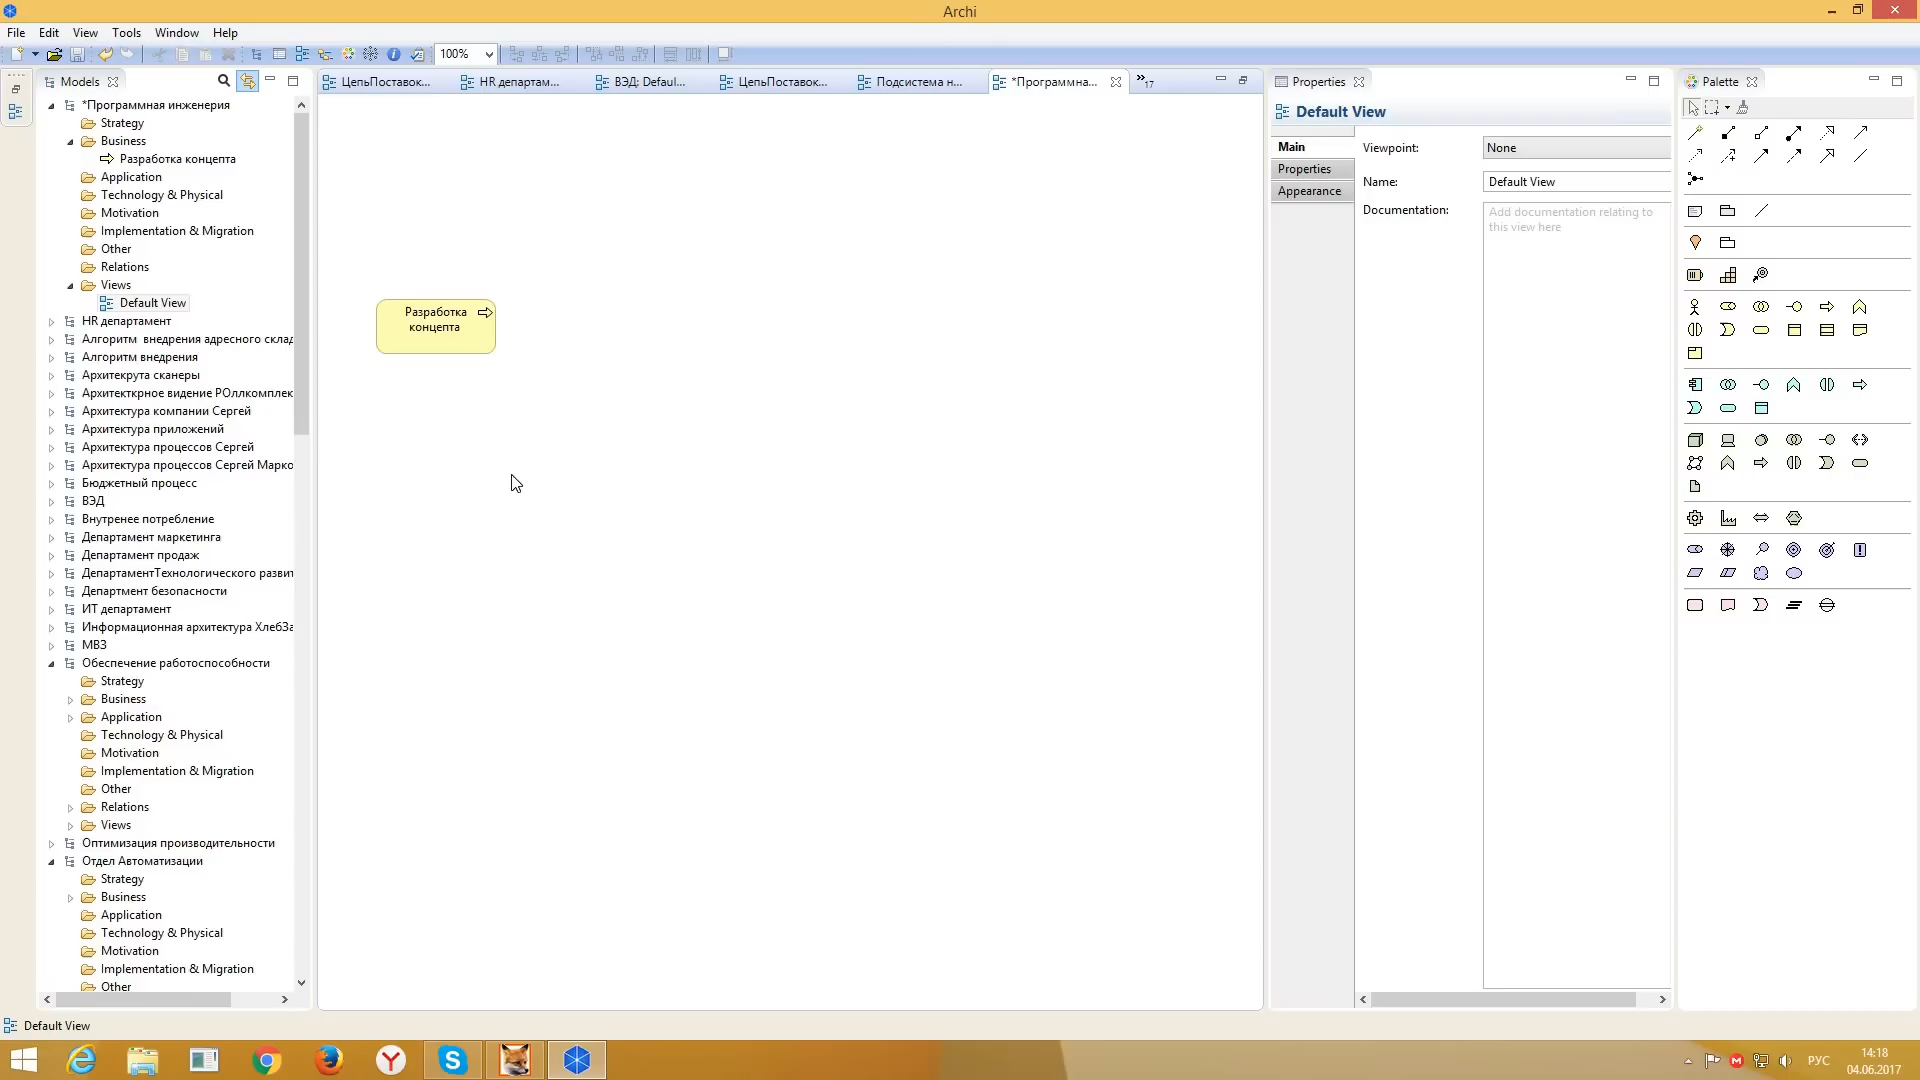 Archi
File Edit View Tools Window Help
100%
Models
*Программная инженерия
Strategy
Business
Разработка концепта
Application
Technology & Physical
Motivation
Implementation & Migration
Other
Relations
Views
Default View
HR департамент
Алгоритм внедрения адресного склад
Алгоритм внедрения
Архитекрута сканеры
Архитекткрное видение РОллкомплек
Архитектура компании Сергей
Архитектура приложений
Архитектура процессов Сергей
Архитектура процессов Сергей Марко
Бюджетный процесс
ВЭД
Внутренее потребление
Департамент маркетинга
Департамент продаж
ДепартаментТехнологического развит
Департмент безопасности
ИТ департамент
Информационная архитектура ХлебЗа
МВЗ
Обеспечение работоспособности
Strategy
Business
Application
Technology & Physical
Motivation
Implementation & Migration
Other
Relations
Views
Оптимизация производительности
Отдел Автоматизации
Strategy
Business
Application
Technology & Physical
Motivation
Implementation & Migration
Other
ЦепьПоставок... HR департам... ВЭД: Defaul... ЦепьПоставок... Подсистема н... *Программна... 17
Разработка
концепта
Properties
Default View
Main
Properties
Appearance
Viewpoint: None
Name: Default View
Documentation: Add documentation relating to
this view here
Palette
Default View
РУС
14:18
04.06.2017